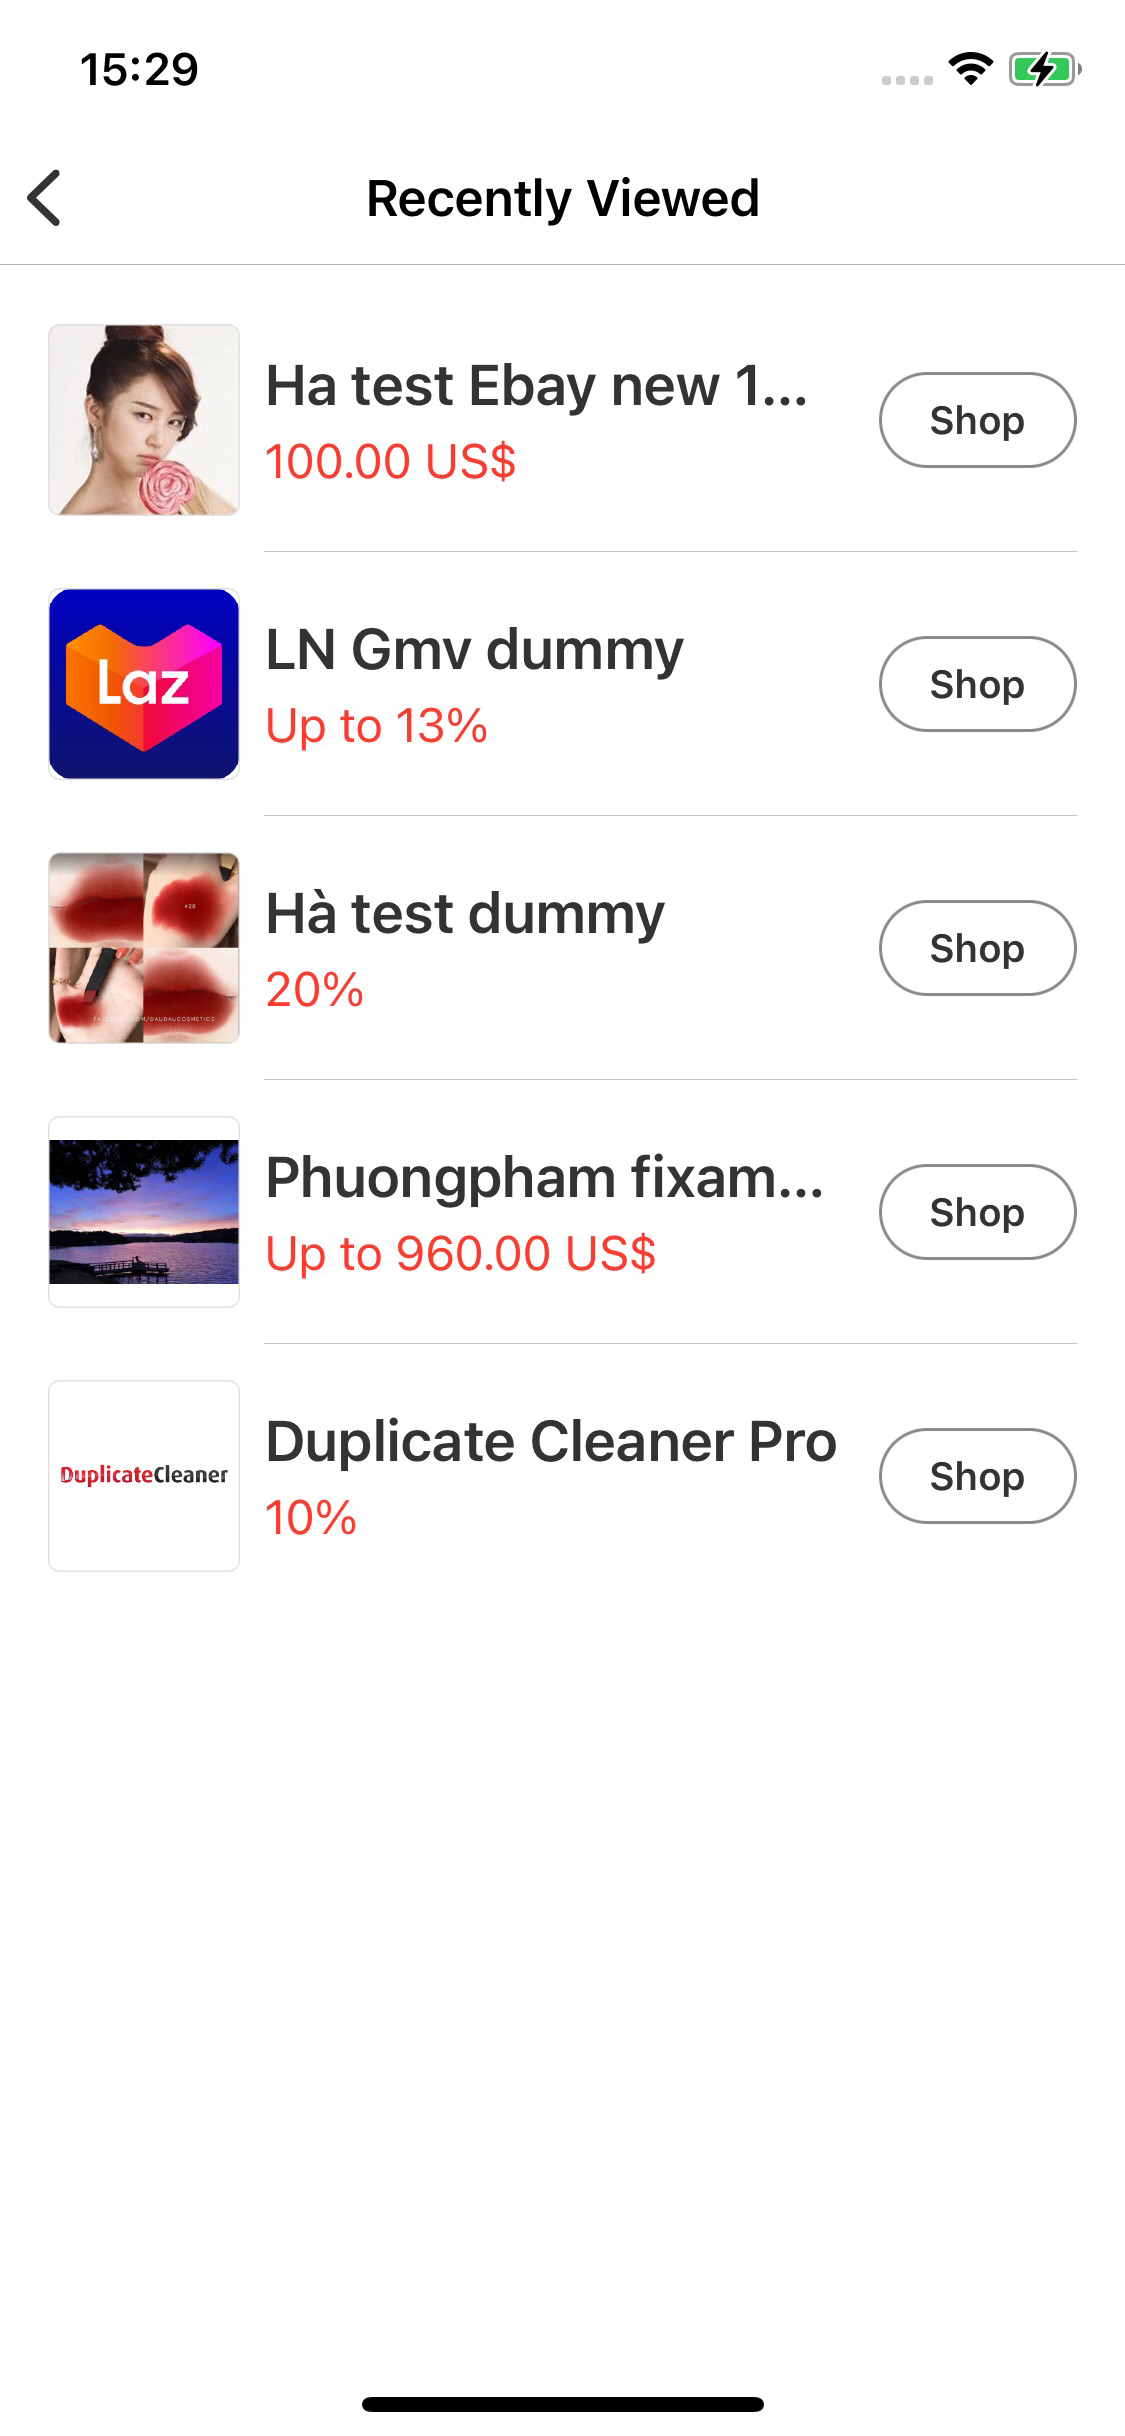 15:29
Recently Viewed
Ha test Ebay new 1...
100.00 US$
Shop
Laz
LN Gmv dummy
Up to 13%
Shop
Hà test dummy
20%
Shop
Phuongpham fixam...
Up to 960.00 US$
Shop
DuplicateCleaner
Duplicate Cleaner Pro
10%
Shop